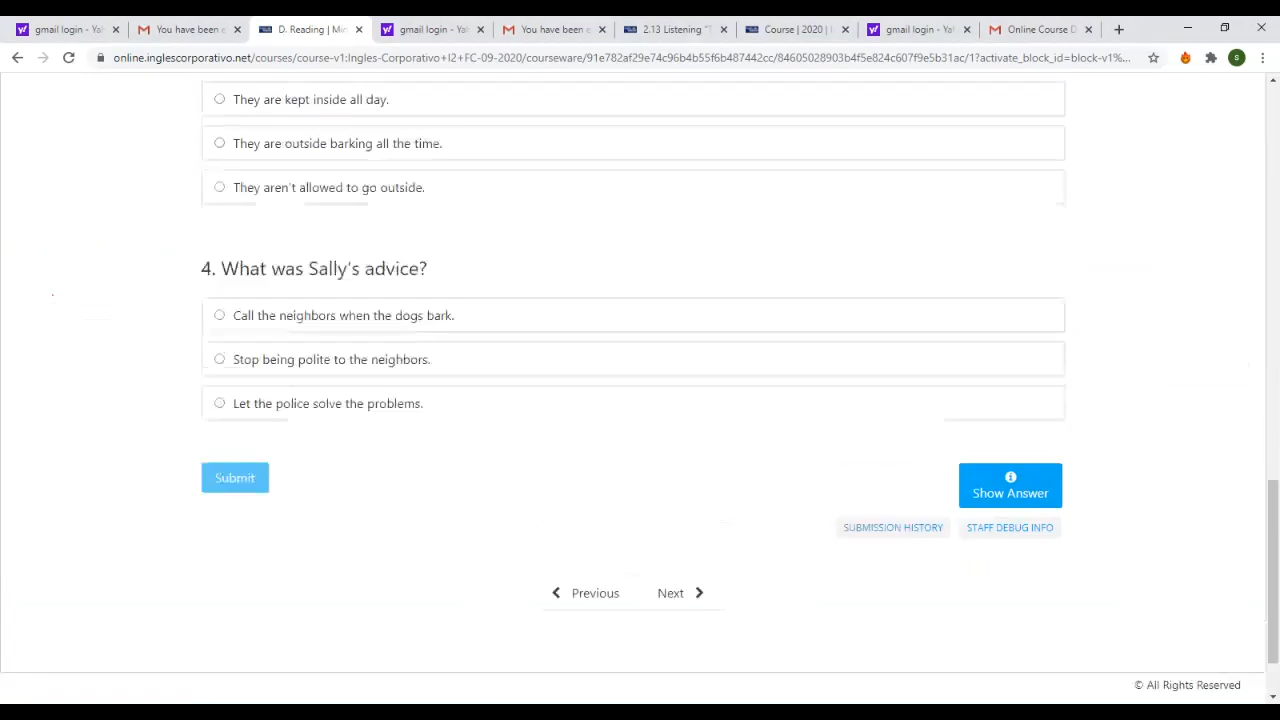 gmail login - Ya
You have been e
D. Reading | Mi
gmail login - Ya
You have been e
2.13 Listening "T
Course | 2020 |
gmail login - Ya
Online Course D
online.inglescorporativo.net/courses/course-v1:Ingles-Corporativo+I2+FC-09-2020/courseware/91e782af29e74c96b4b55f6b487442cc/84605028903b4f5e824c607f9e5b31ac/1?activate_block_id=block-v1%...
They are kept inside all day.
They are outside barking all the time.
They aren't allowed to go outside.
4. What was Sally's advice?
Call the neighbors when the dogs bark.
Stop being polite to the neighbors.
Let the police solve the problems.
Submit
Show Answer
SUBMISSION HISTORY
STAFF DEBUG INFO
Previous
Next
© All Rights Reserved